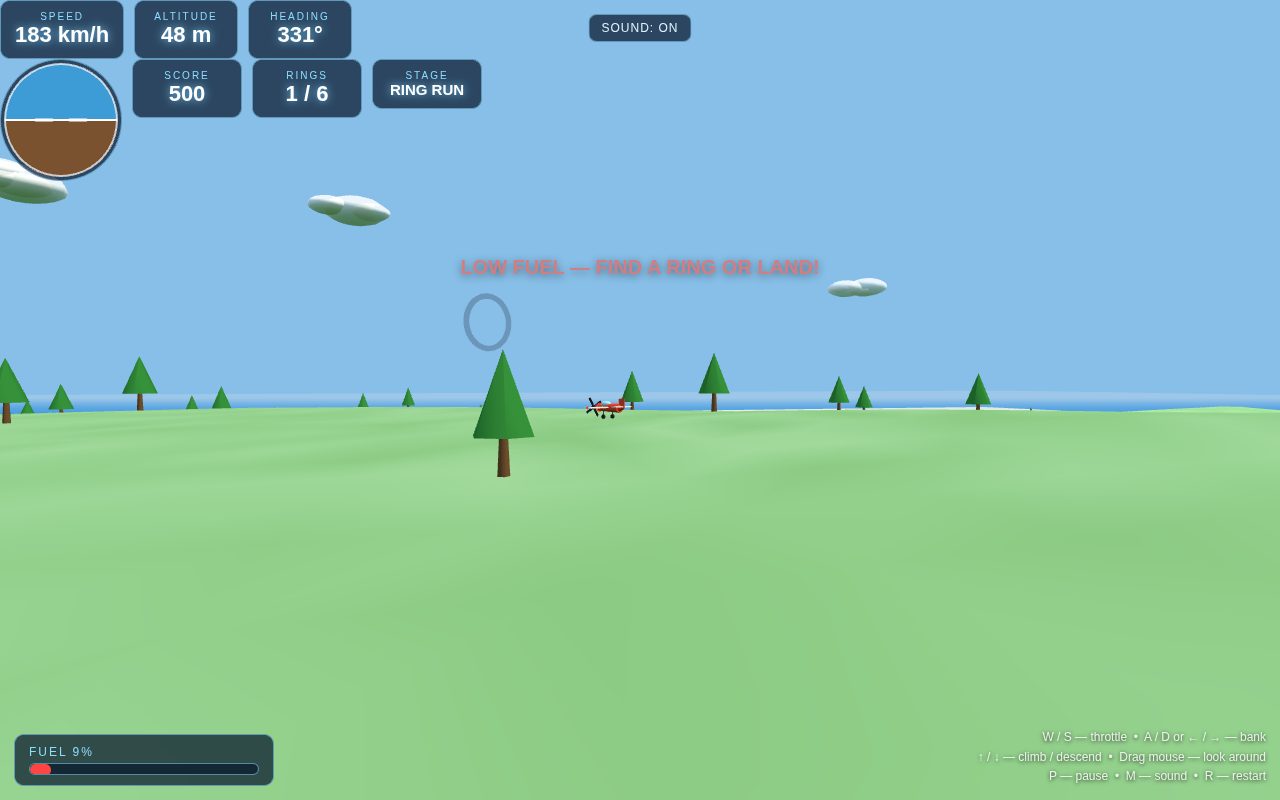 SPEED
183 km/h
ALTITUDE
48 m
HEADING
331°
SOUND: ON
SCORE
500
RINGS
1 / 6
STAGE
RING RUN
LOW FUEL — FIND A RING OR LAND!
FUEL 9%
W / S — throttle • A / D or ← / → — bank
↑ / ↓ — climb / descend • Drag mouse — look around
P — pause • M — sound • R — restart